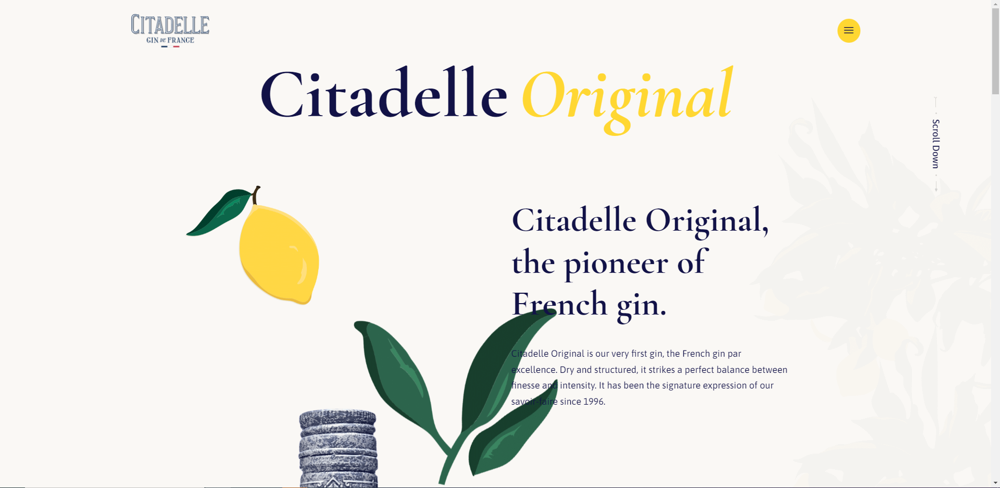 CITADELLE
GIN DE FRANCE
Citadelle Original
Scroll Down
Citadelle Original,
the pioneer of
French gin.
Citadelle Original is our very first gin, the French gin par
excellence. Dry and structured, it strikes a perfect balance between
finesse and intensity. It has been the signature expression of our
savoir-faire since 1996.